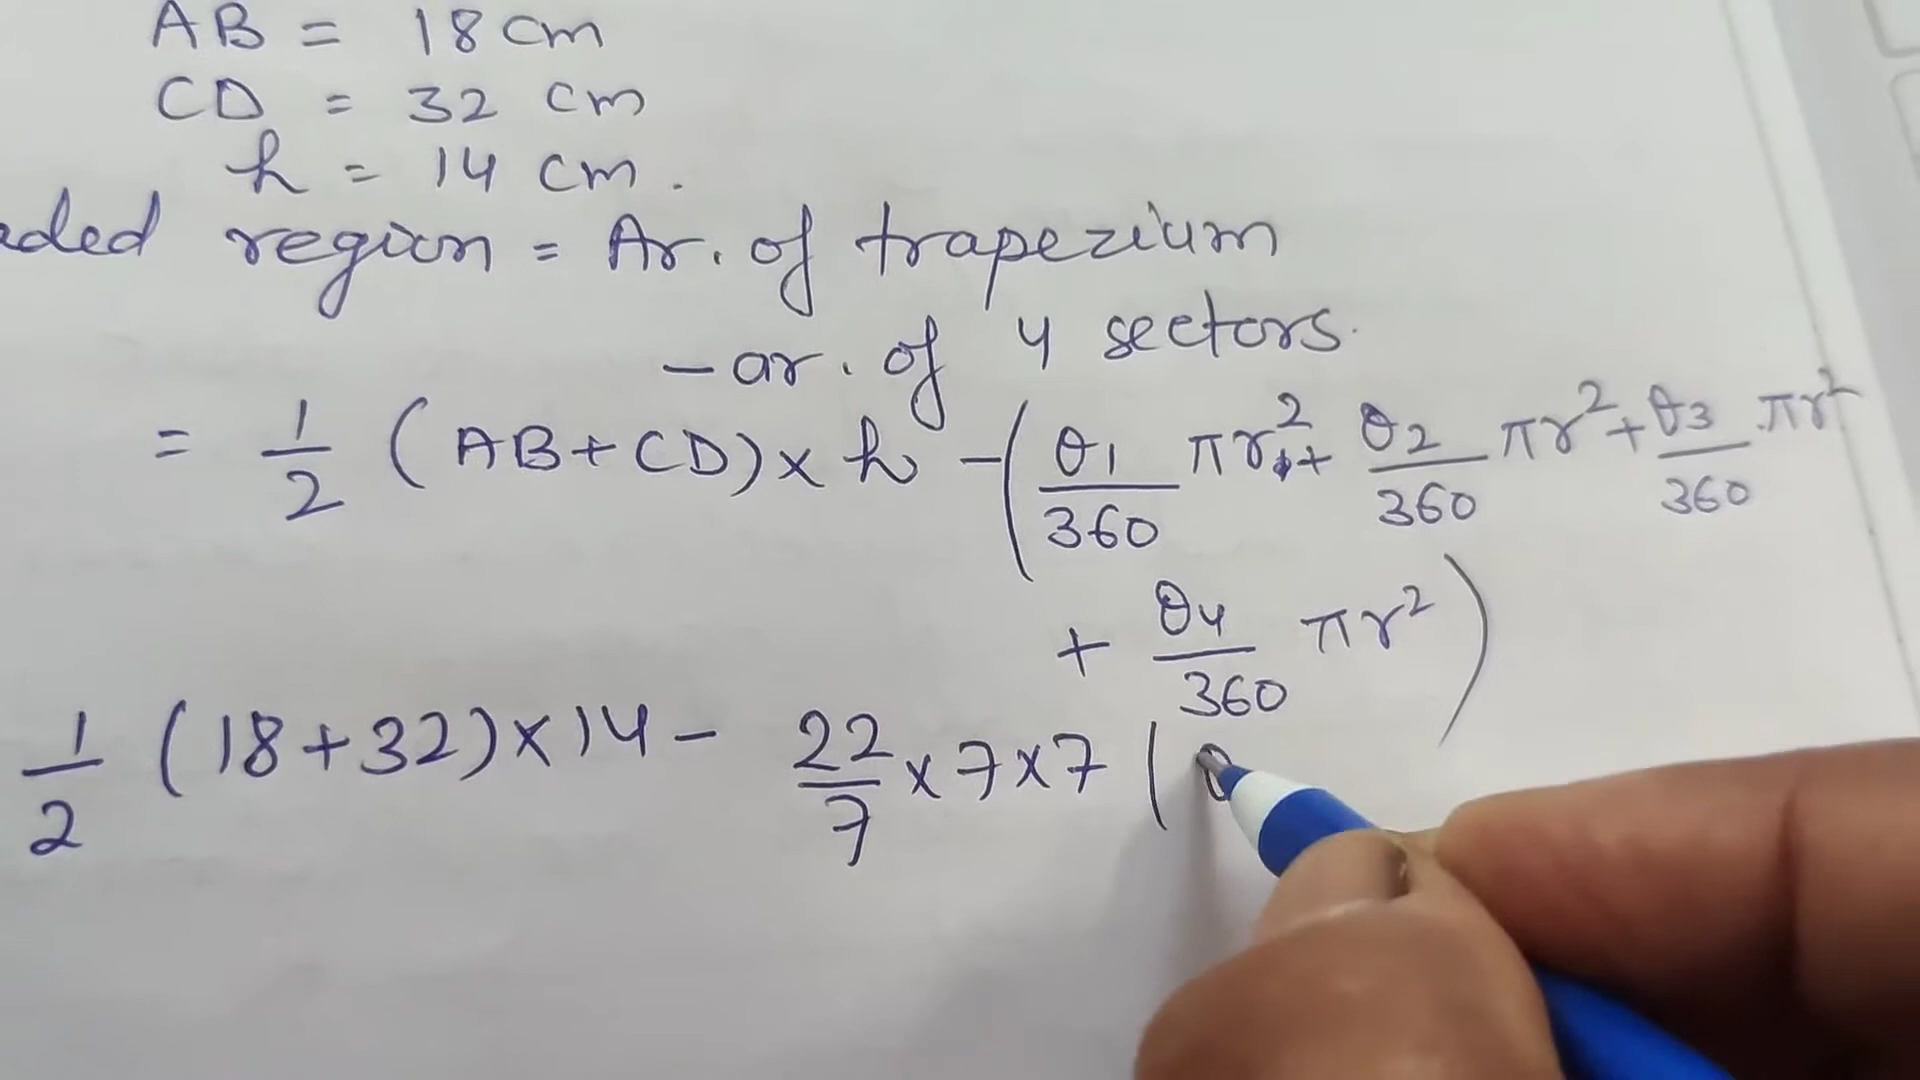 AB = 18 cm
CD = 32 cm
h = 14 cm.
region = Ar. of trapezium
- ar. of 4 sectors.
= 1/2 (AB+CD) × h - (θ1/360 πr² + θ2/360 πr² + θ3/360 .πr²
+ θ4/360 πr²)
1/2 (18+32) × 14 - 22/7 × 7 × 7 (